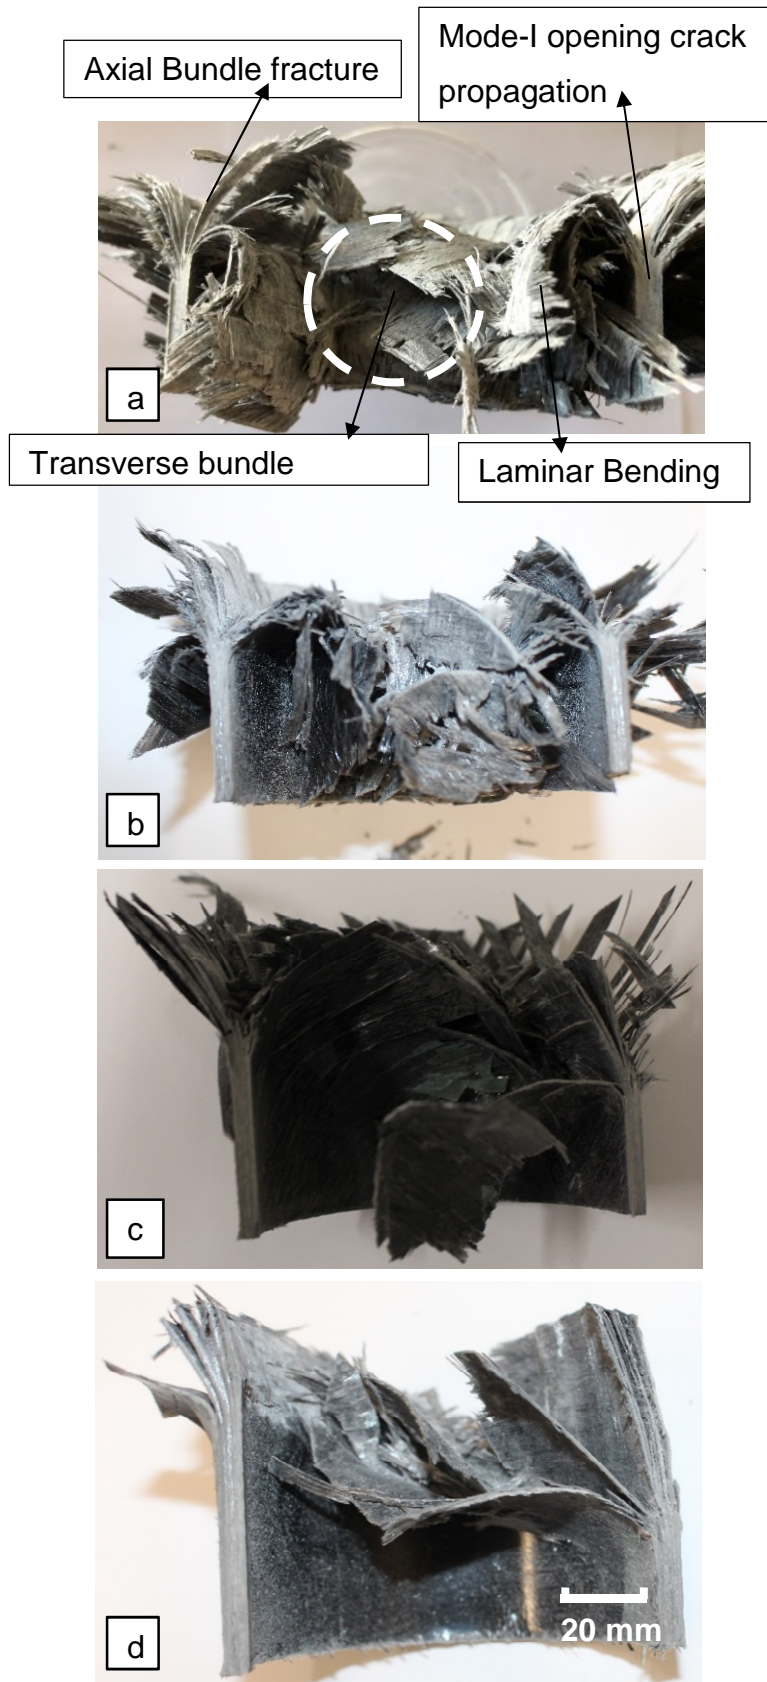 Mode-I opening crack
propagation
Axial Bundle fracture
a
Transverse bundle
Laminar Bending
b
c
20 mm
d